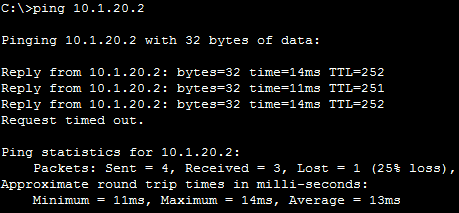 C:\>ping 10.1.20.2
Pinging 10.1.20.2 with 32 bytes of data:
Reply from 10.1.20.2: bytes=32 time=14ms TTL=252
Reply from 10.1.20.2: bytes=32 time=11ms TTL=251
Reply from 10.1.20.2: bytes=32 time=14ms TTL=252
Request timed out.
Ping statistics for 10.1.20.2:
    Packets: Sent = 4, Received = 3, Lost = 1 (25% loss),
Approximate round trip times in milli-seconds:
    Minimum = 11ms, Maximum = 14ms, Average = 13ms